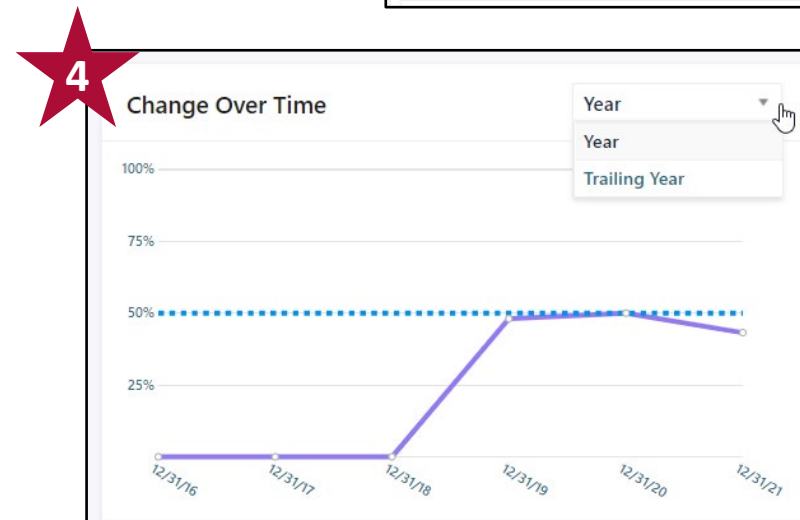 4
Change Over Time
Year
Year
Trailing Year
100%
75%
50%
25%
12/31/16
12/31/17
12/31/18
12/31/19
12/31/20
12/31/21